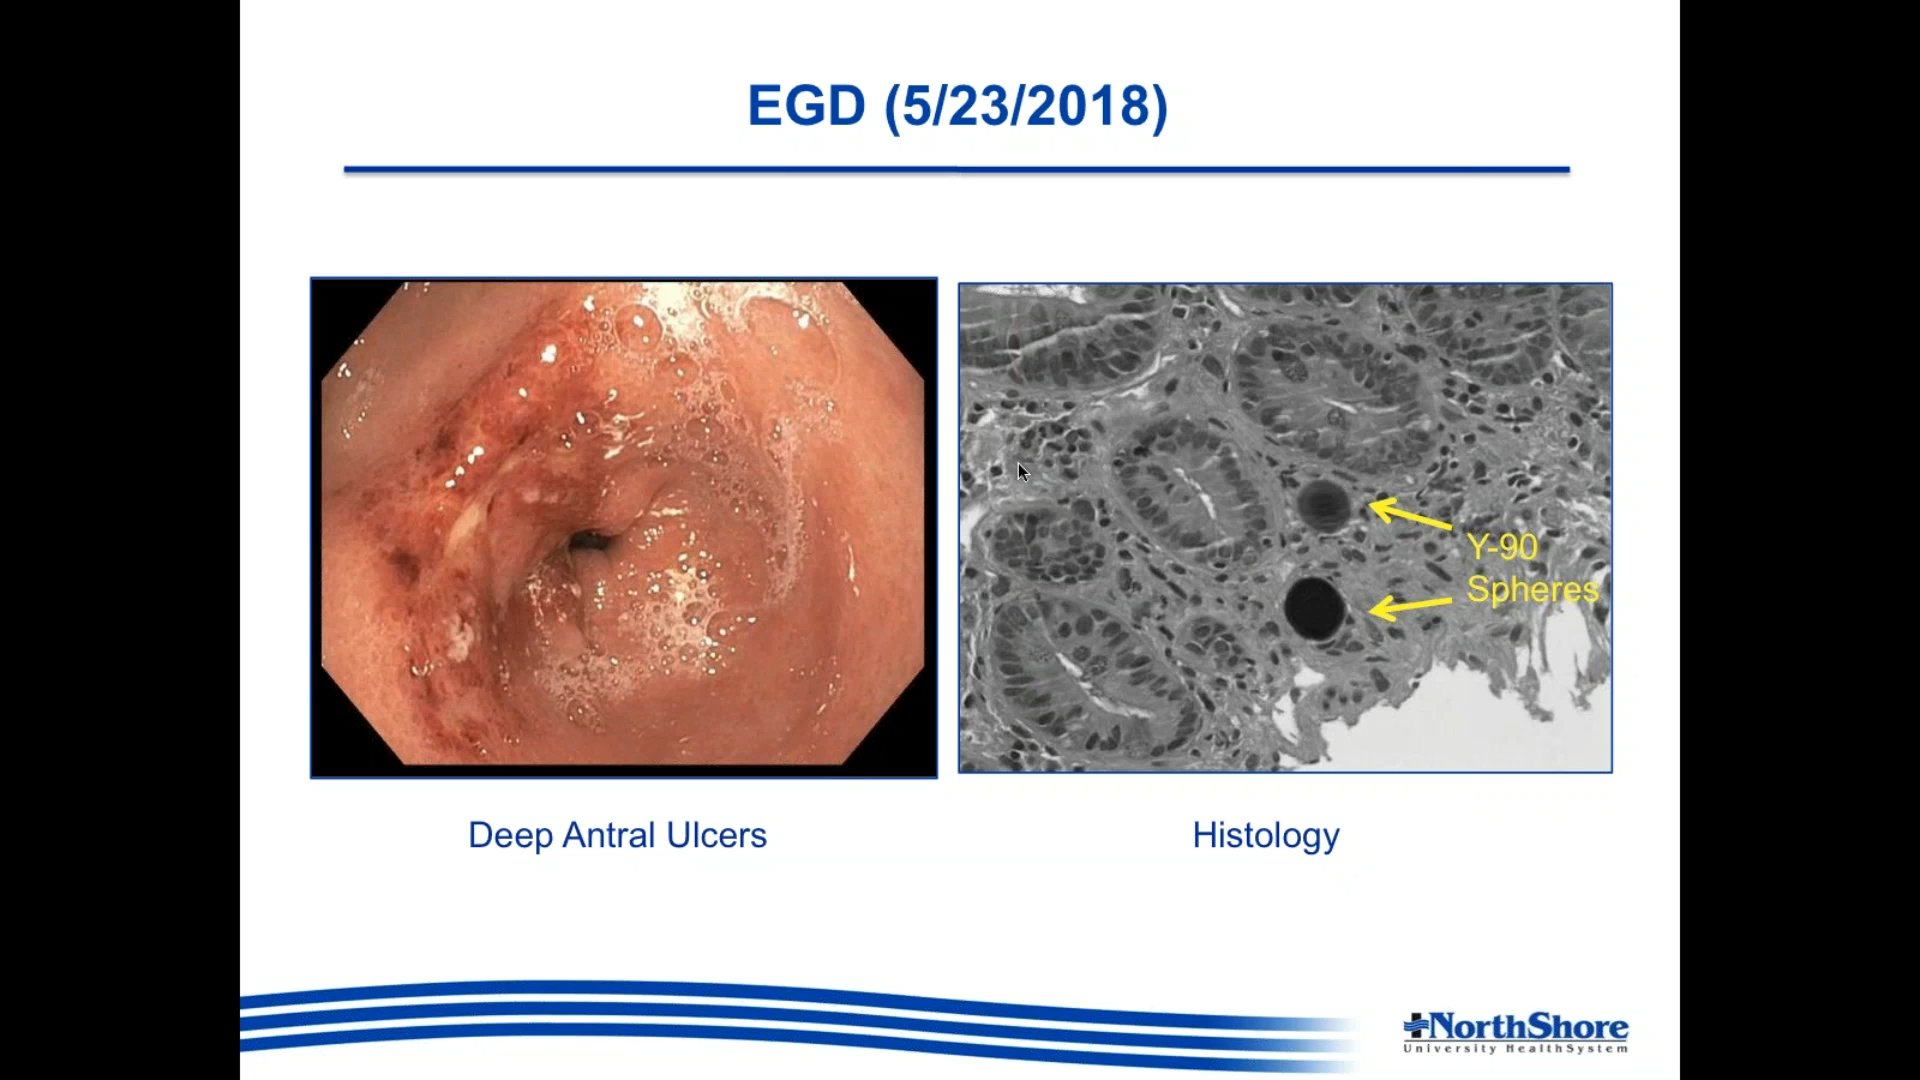 EGD (5/23/2018)
Y-90
Spheres
Deep Antral Ulcers
Histology
NorthShore
University HealthSystem